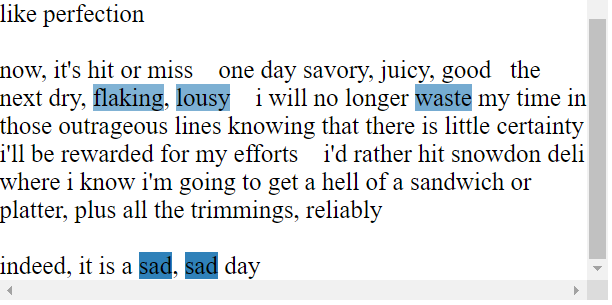 like perfection
now, it's hit or miss    one day savory, juicy, good   the
next dry, flaking, lousy    i will no longer waste my time in
those outrageous lines knowing that there is little certainty
i'll be rewarded for my efforts    i'd rather hit snowdon deli
where i know i'm going to get a hell of a sandwich or
platter, plus all the trimmings, reliably
indeed, it is a sad, sad day